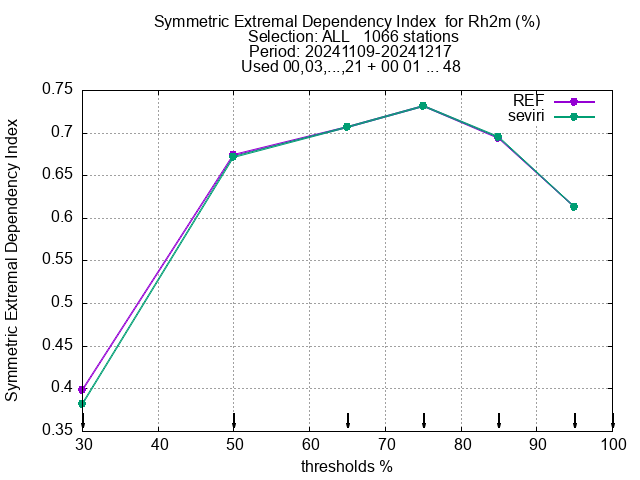 Symmetric Extremal Dependency Index  for Rh2m (%)
Selection: ALL   1066 stations
Period: 20241109-20241217
Used 00,03,...,21 + 00 01 ... 48
REF
seviri
Symmetric Extremal Dependency Index
0.75
0.7
0.65
0.6
0.55
0.5
0.45
0.4
0.35
30 40 50 60 70 80 90 100
thresholds %